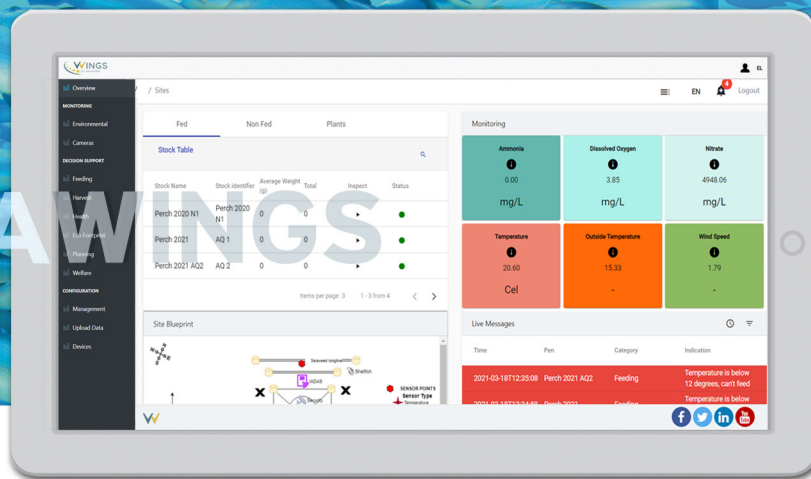 WINGS
EL
Overview
/ / Sites
EN
4
Logout
MONITORING
Environmental
Cameras
DECISION SUPPORT
Feeding
Harvest
Health
Eco Footprint
Planning
Welfare
CONFIGURATION
Management
Upload Data
Devices
AWINGS
Fed Non Fed Plants
Stock Table
Stock Name Stock identifier Average Weight (g) Total Inspect Status
Perch 2020 N1 Perch 2020 N1 0 0
Perch 2021 AQ 1 0 0
Perch 2021 AQ2 AQ 2 0 0
Items per page: 3 1 - 3 from 4
Monitoring
Ammonia Dissolved Oxygen Nitrate
0.00 3.85 4948.06
mg/L mg/L mg/L
Temperature Outside Temperature Wind Speed
20.60 15.33 1.79
Cel - -
Site Blueprint
Seaweed longline
Shellfish
IADAS
Security
SENSOR POINTS
Sensor Type
Temperature
Live Messages
Time Pen Category Indication
2021-03-18T12:35:08 Perch 2021 AQ2 Feeding Temperature is below
12 degrees, can't feed
Temperature is below